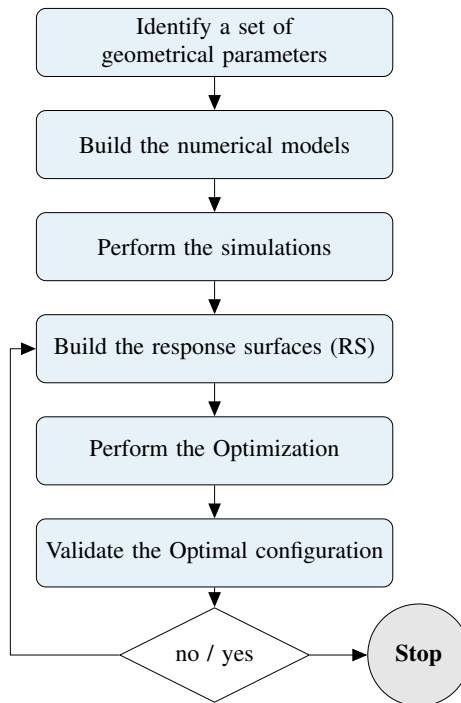 Identify a set of
geometrical parameters
Build the numerical models
Perform the simulations
Build the response surfaces (RS)
Perform the Optimization
Validate the Optimal configuration
no / yes
Stop